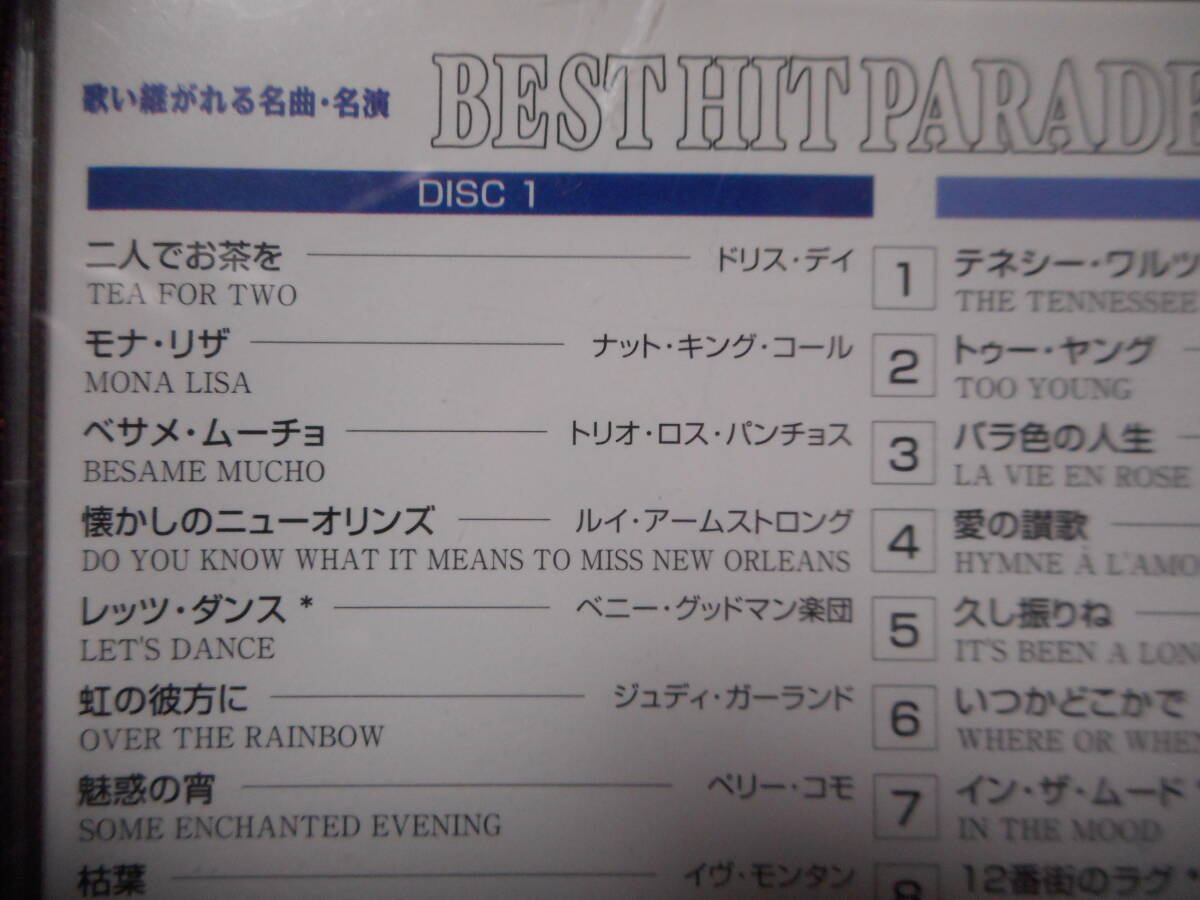 歌い継がれる名曲・名演
BEST HIT PARADE
DISC 1
二人でお茶を ドリス・デイ
TEA FOR TWO
モナ・リザ ナット・キング・コール
MONA LISA
ベサメ・ムーチョ トリオ・ロス・パンチョス
BESAME MUCHO
懐かしのニューオリンズ ルイ・アームストロング
DO YOU KNOW WHAT IT MEANS TO MISS NEW ORLEANS
レッツ・ダンス * ベニー・グッドマン楽団
LET'S DANCE
虹の彼方に ジュディ・ガーランド
OVER THE RAINBOW
魅惑の宵 ペリー・コモ
SOME ENCHANTED EVENING
枯葉 イヴ・モンタン
1 テネシー・ワルツ
THE TENNESSEE
2 トゥー・ヤング
TOO YOUNG
3 バラ色の人生
LA VIE EN ROSE
4 愛の讃歌
HYMNE À L'AMO
5 久し振りね
IT'S BEEN A LON
6 いつかどこかで
WHERE OR WHEN
7 イン・ザ・ムード
IN THE MOOD
8 12番街のラグ *